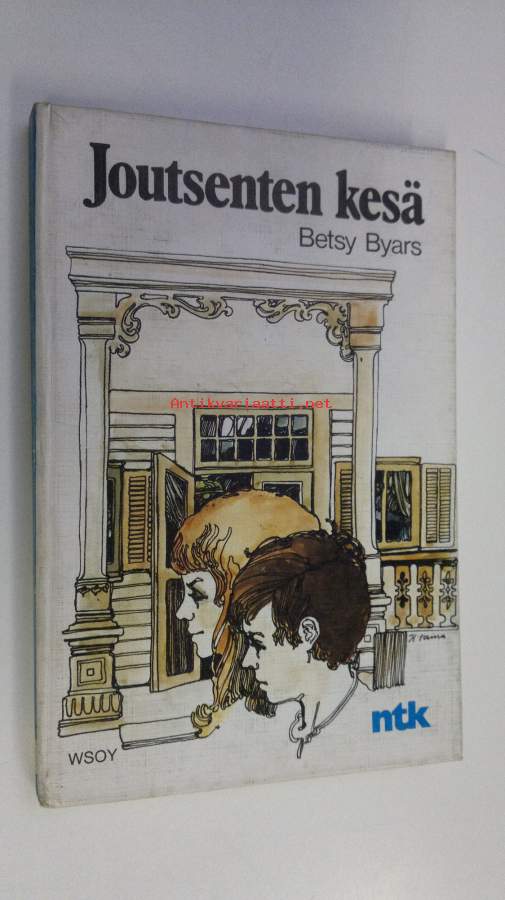 Joutsenten kesä
Betsy Byars
Antikvariaatti.net
ntk
WSOY